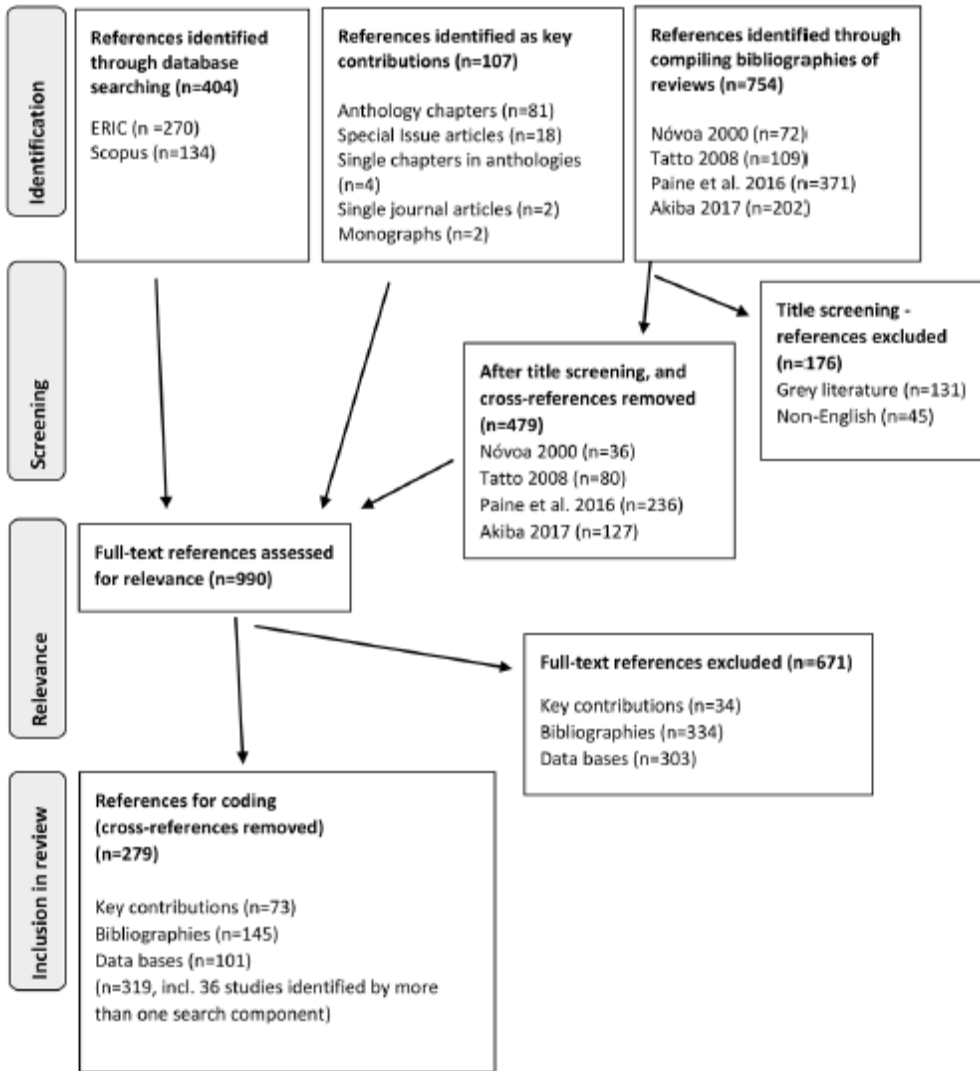 Identification
References identified
through database
searching (n=404)
ERIC (n =270)
Scopus (n=134)
References identified as key
contributions (n=107)
Anthology chapters (n=81)
Special Issue articles (n=18)
Single chapters in anthologies
(n=4)
Single journal articles (n=2)
Monographs (n=2)
References identified through
compiling bibliographies of
reviews (n=754)
Nóvoa 2000 (n=72)
Tatto 2008 (n=109)
Paine et al. 2016 (n=371)
Akiba 2017 (n=202)
Screening
Title screening -
references excluded
(n=176)
Grey literature (n=131)
Non-English (n=45)
After title screening, and
cross-references removed
(n=479)
Nóvoa 2000 (n=36)
Tatto 2008 (n=80)
Paine et al. 2016 (n=236)
Akiba 2017 (n=127)
Relevance
Full-text references assessed
for relevance (n=990)
Full-text references excluded (n=671)
Key contributions (n=34)
Bibliographies (n=334)
Data bases (n=303)
Inclusion in review
References for coding
(cross-references removed)
(n=279)
Key contributions (n=73)
Bibliographies (n=145)
Data bases (n=101)
(n=319, incl. 36 studies identified by more
than one search component)